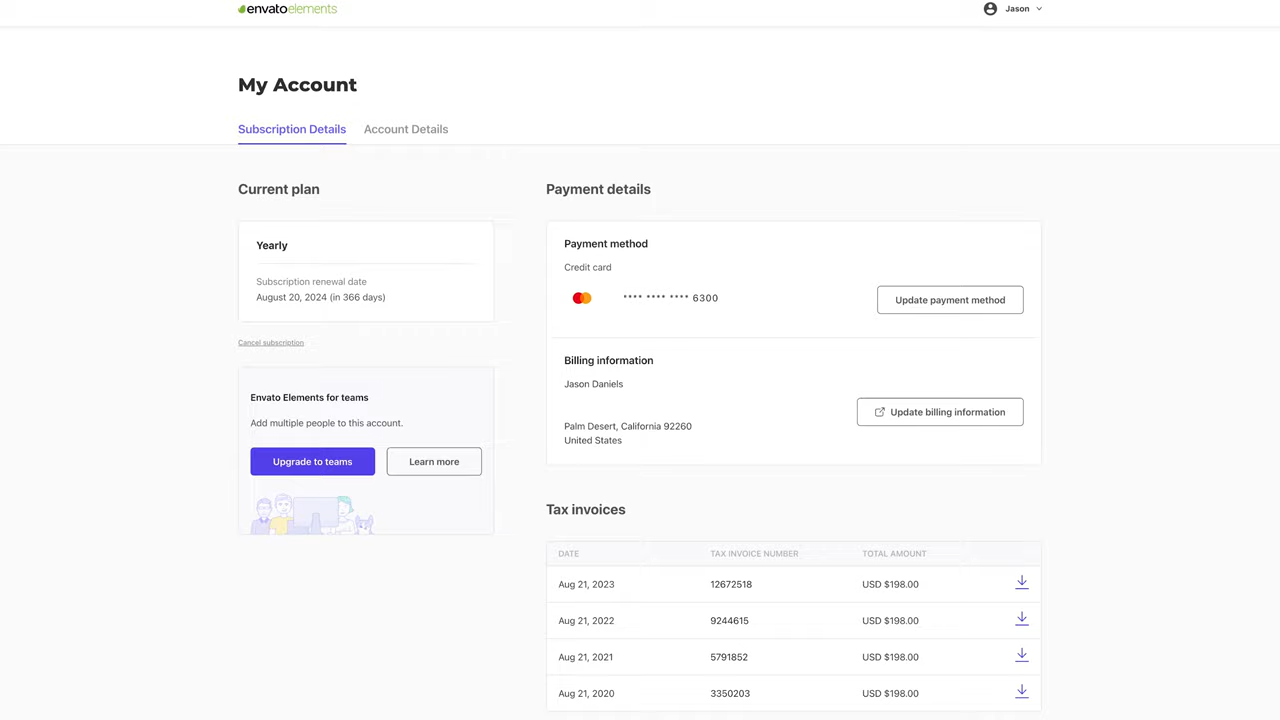 envatoelements
Jason
My Account
Subscription Details
Account Details
Current plan
Yearly
Subscription renewal date
August 20, 2024 (in 366 days)
Cancel subscription
Envato Elements for teams
Add multiple people to this account.
Upgrade to teams
Learn more
Payment details
Payment method
Credit card
•••• •••• •••• 6300
Update payment method
Billing information
Jason Daniels
Update billing information
Palm Desert, California 92260
United States
Tax invoices
DATE TAX INVOICE NUMBER TOTAL AMOUNT
Aug 21, 2023 12672518 USD $198.00
Aug 21, 2022 9244615 USD $198.00
Aug 21, 2021 5791852 USD $198.00
Aug 21, 2020 3350203 USD $198.00